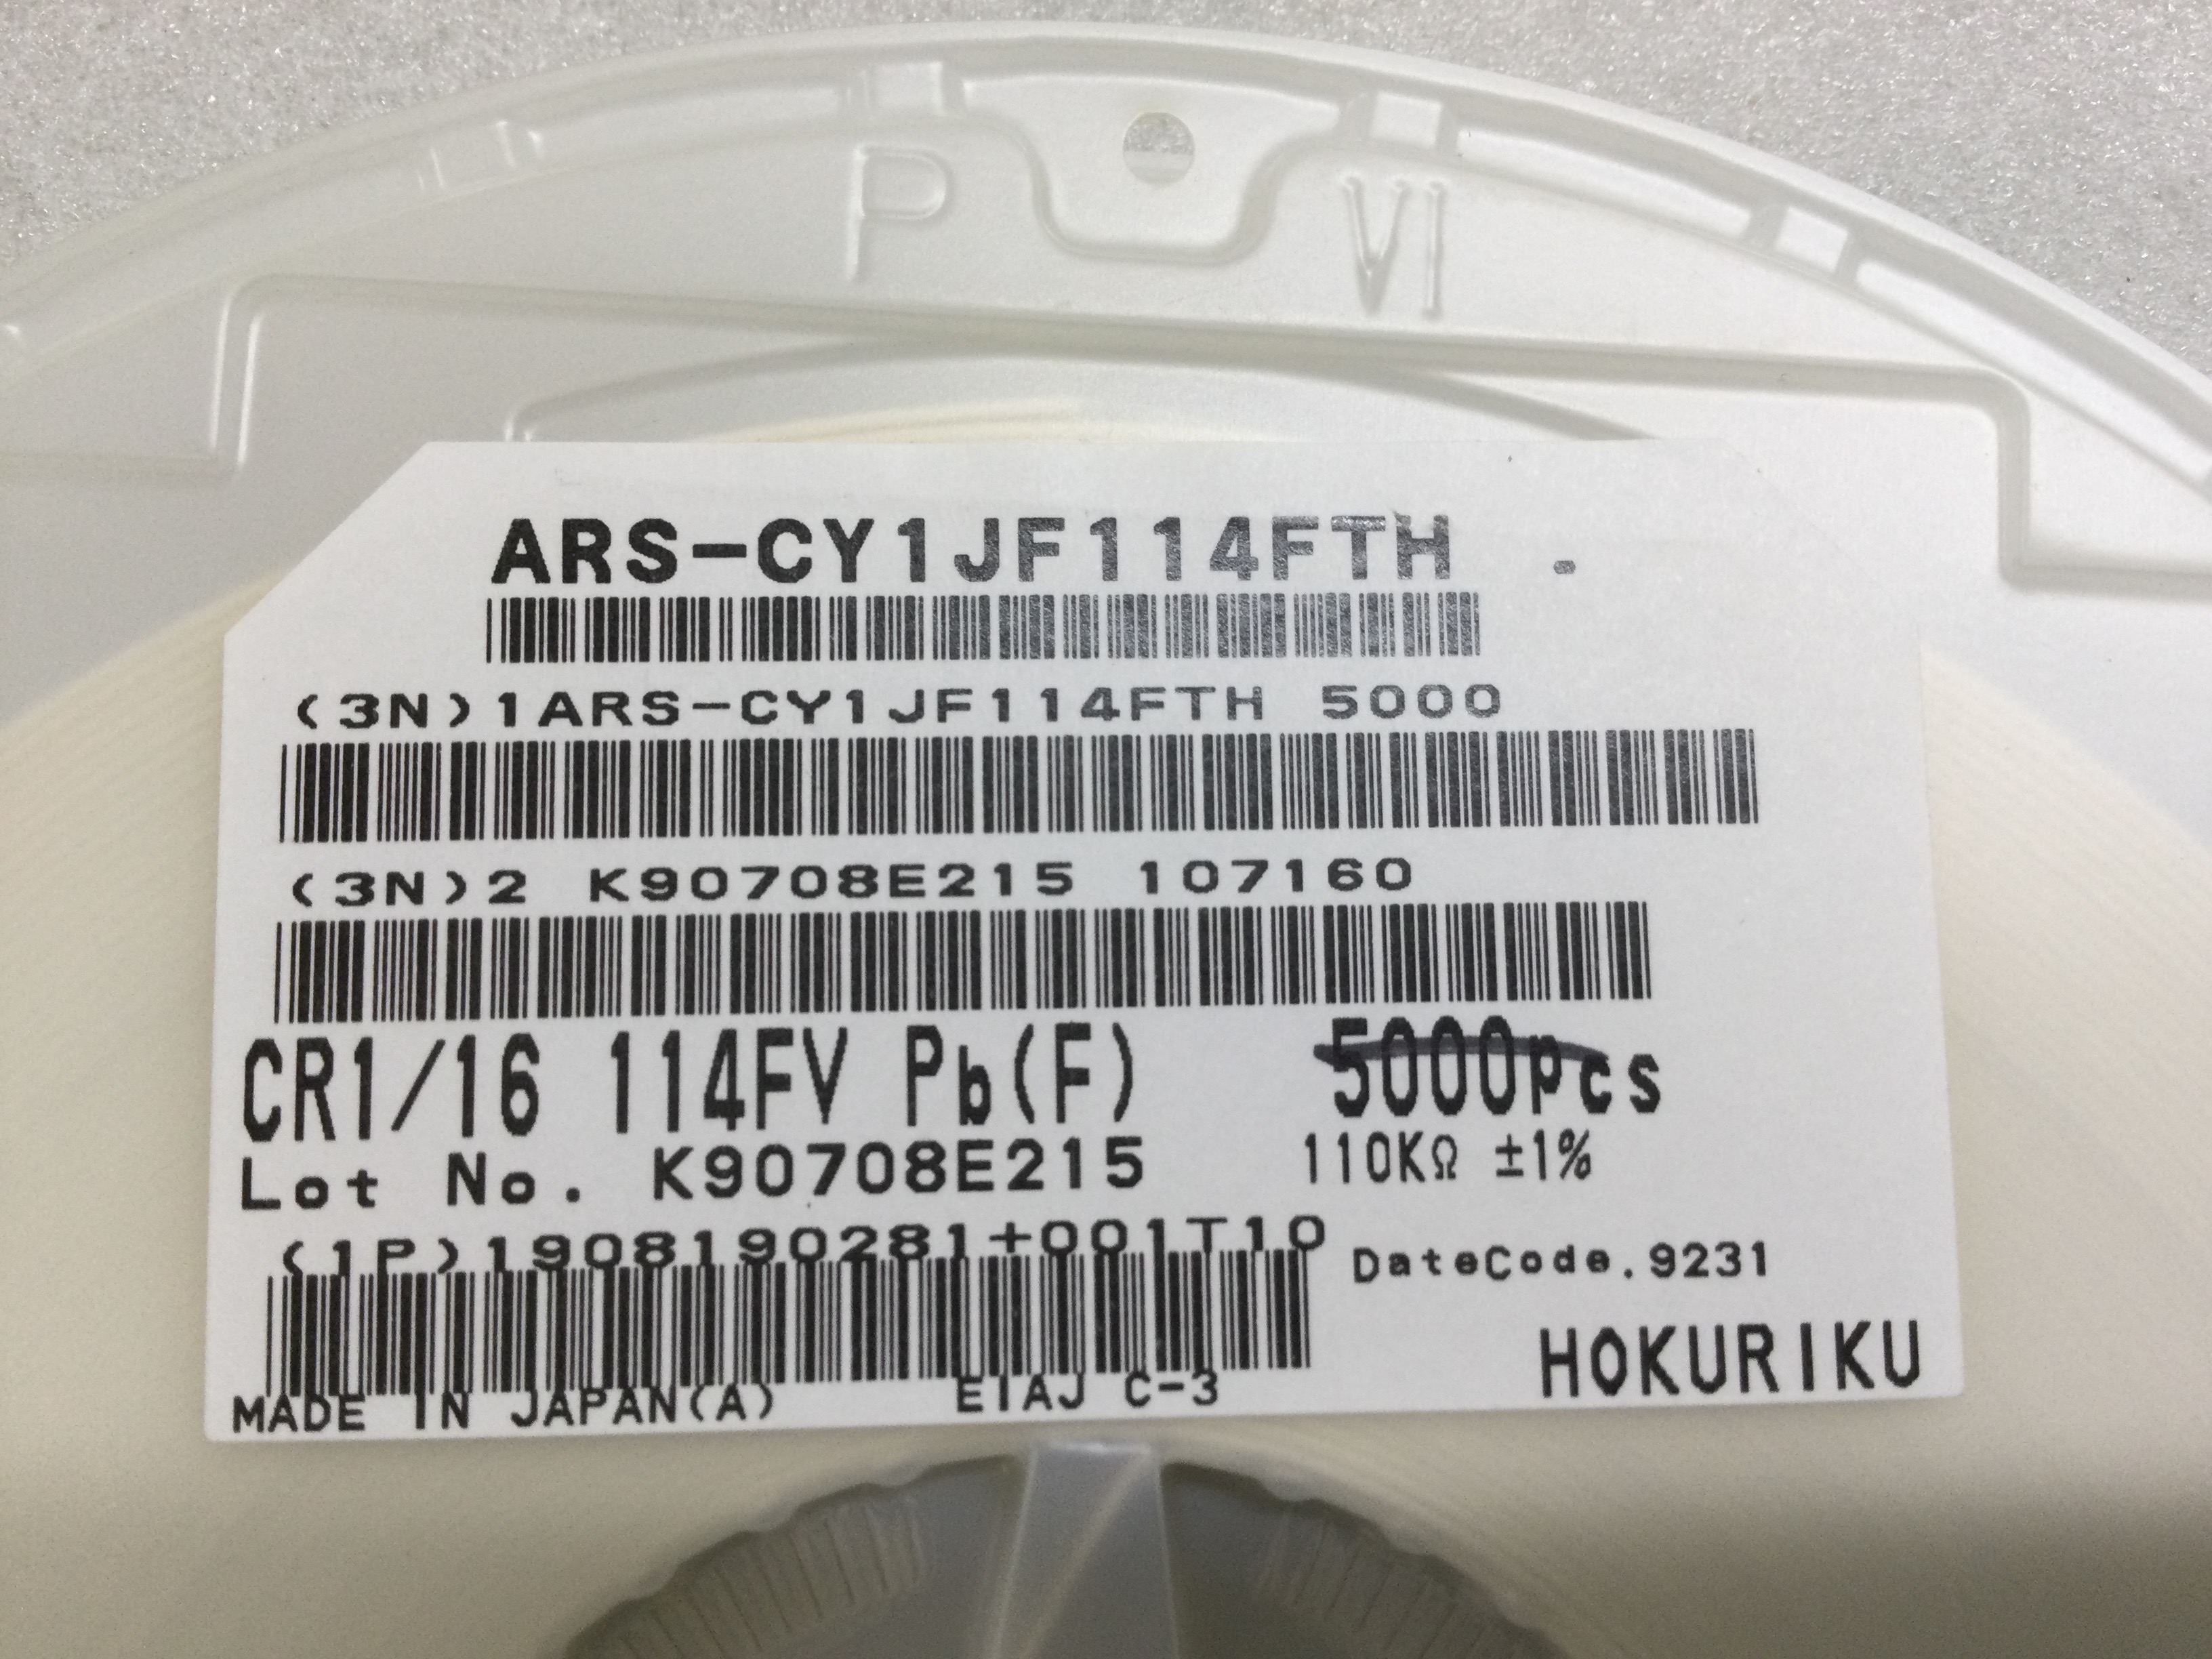 P VI
ARS-CY1JF114FTH .
(3N)1ARS-CY1JF114FTH 5000
(3N)2 K90708E215 107160
CR1/16 114FV Pb(F) 5000pcs
Lot No. K90708E215 110KΩ ±1%
(1P)1908190281+001T10 DateCode.9231
HOKURIKU
MADE IN JAPAN(A) EIAJ C-3